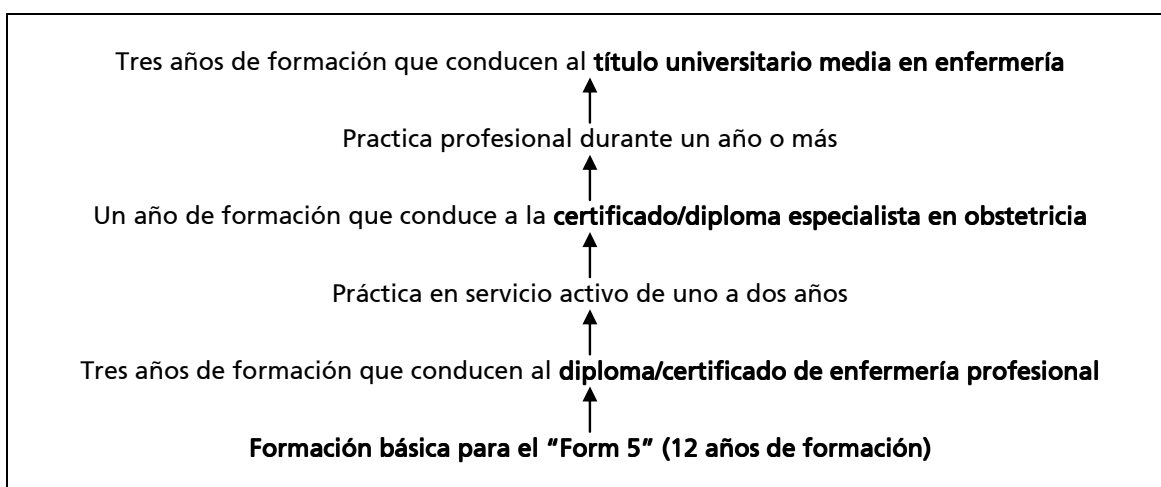 Tres años de formación que conducen al título universitario media en enfermería
Practica profesional durante un año o más
Un año de formación que conduce a la certificado/diploma especialista en obstetricia
Práctica en servicio activo de uno a dos años
Tres años de formación que conducen al diploma/certificado de enfermería profesional
Formación básica para el "Form 5" (12 años de formación)